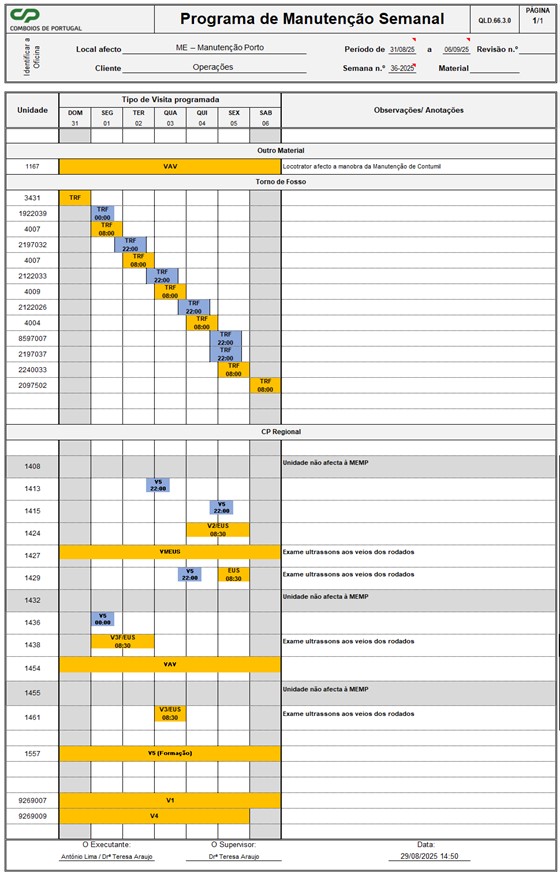 CP
COMBOIOS DE PORTUGAL
Programa de Manutenção Semanal
QLD.66.3.0
PÁGINA
1/1
Identificar a
Oficina
Local afecto ME – Manutenção Porto
Período de 31/08/25 a 06/09/25 Revisão n.º
Cliente Operações
Semana n.º 36-2025 Material
Unidade
Tipo de Visita programada
Observações/ Anotações
DOM SEG TER QUA QUI SEX SAB
31 01 02 03 04 05 06
Outro Material
1167 VAV Locotrator afecto a manobra da Manutenção de Contumil
Torno de Fosso
3431 TRF
1922039 TRF 00:00
4007 TRF 08:00
2197032 TRF 22:00
4007 TRF 08:00
2122033 TRF 22:00
4009 TRF 08:00
2122026 TRF 22:00
4004 TRF 08:00
8597007 TRF 22:00
2197037 TRF 22:00
2240033 TRF 08:00
2097502 TRF 08:00
CP Regional
1408 Unidade não afecta à MEMP
1413 V5 22:00
1415 V5 22:00
1424 V2/EUS 08:30
1427 VMEUS Exame ultrassons aos veios dos rodados
1429 V5 22:00 EUS 08:30 Exame ultrassons aos veios dos rodados
1432 Unidade não afecta à MEMP
1436 V5 00:00
1438 V3F/EUS 08:30 Exame ultrassons aos veios dos rodados
1454 VAV
1455 Unidade não afecta à MEMP
1461 V3/EUS 08:30 Exame ultrassons aos veios dos rodados
1557 V5 (Formação)
9269007 V1
9269009 V4
O Executante: O Supervisor: Data:
António Lima / Drª Teresa Araujo Drª Teresa Araujo 29/08/2025 14:50